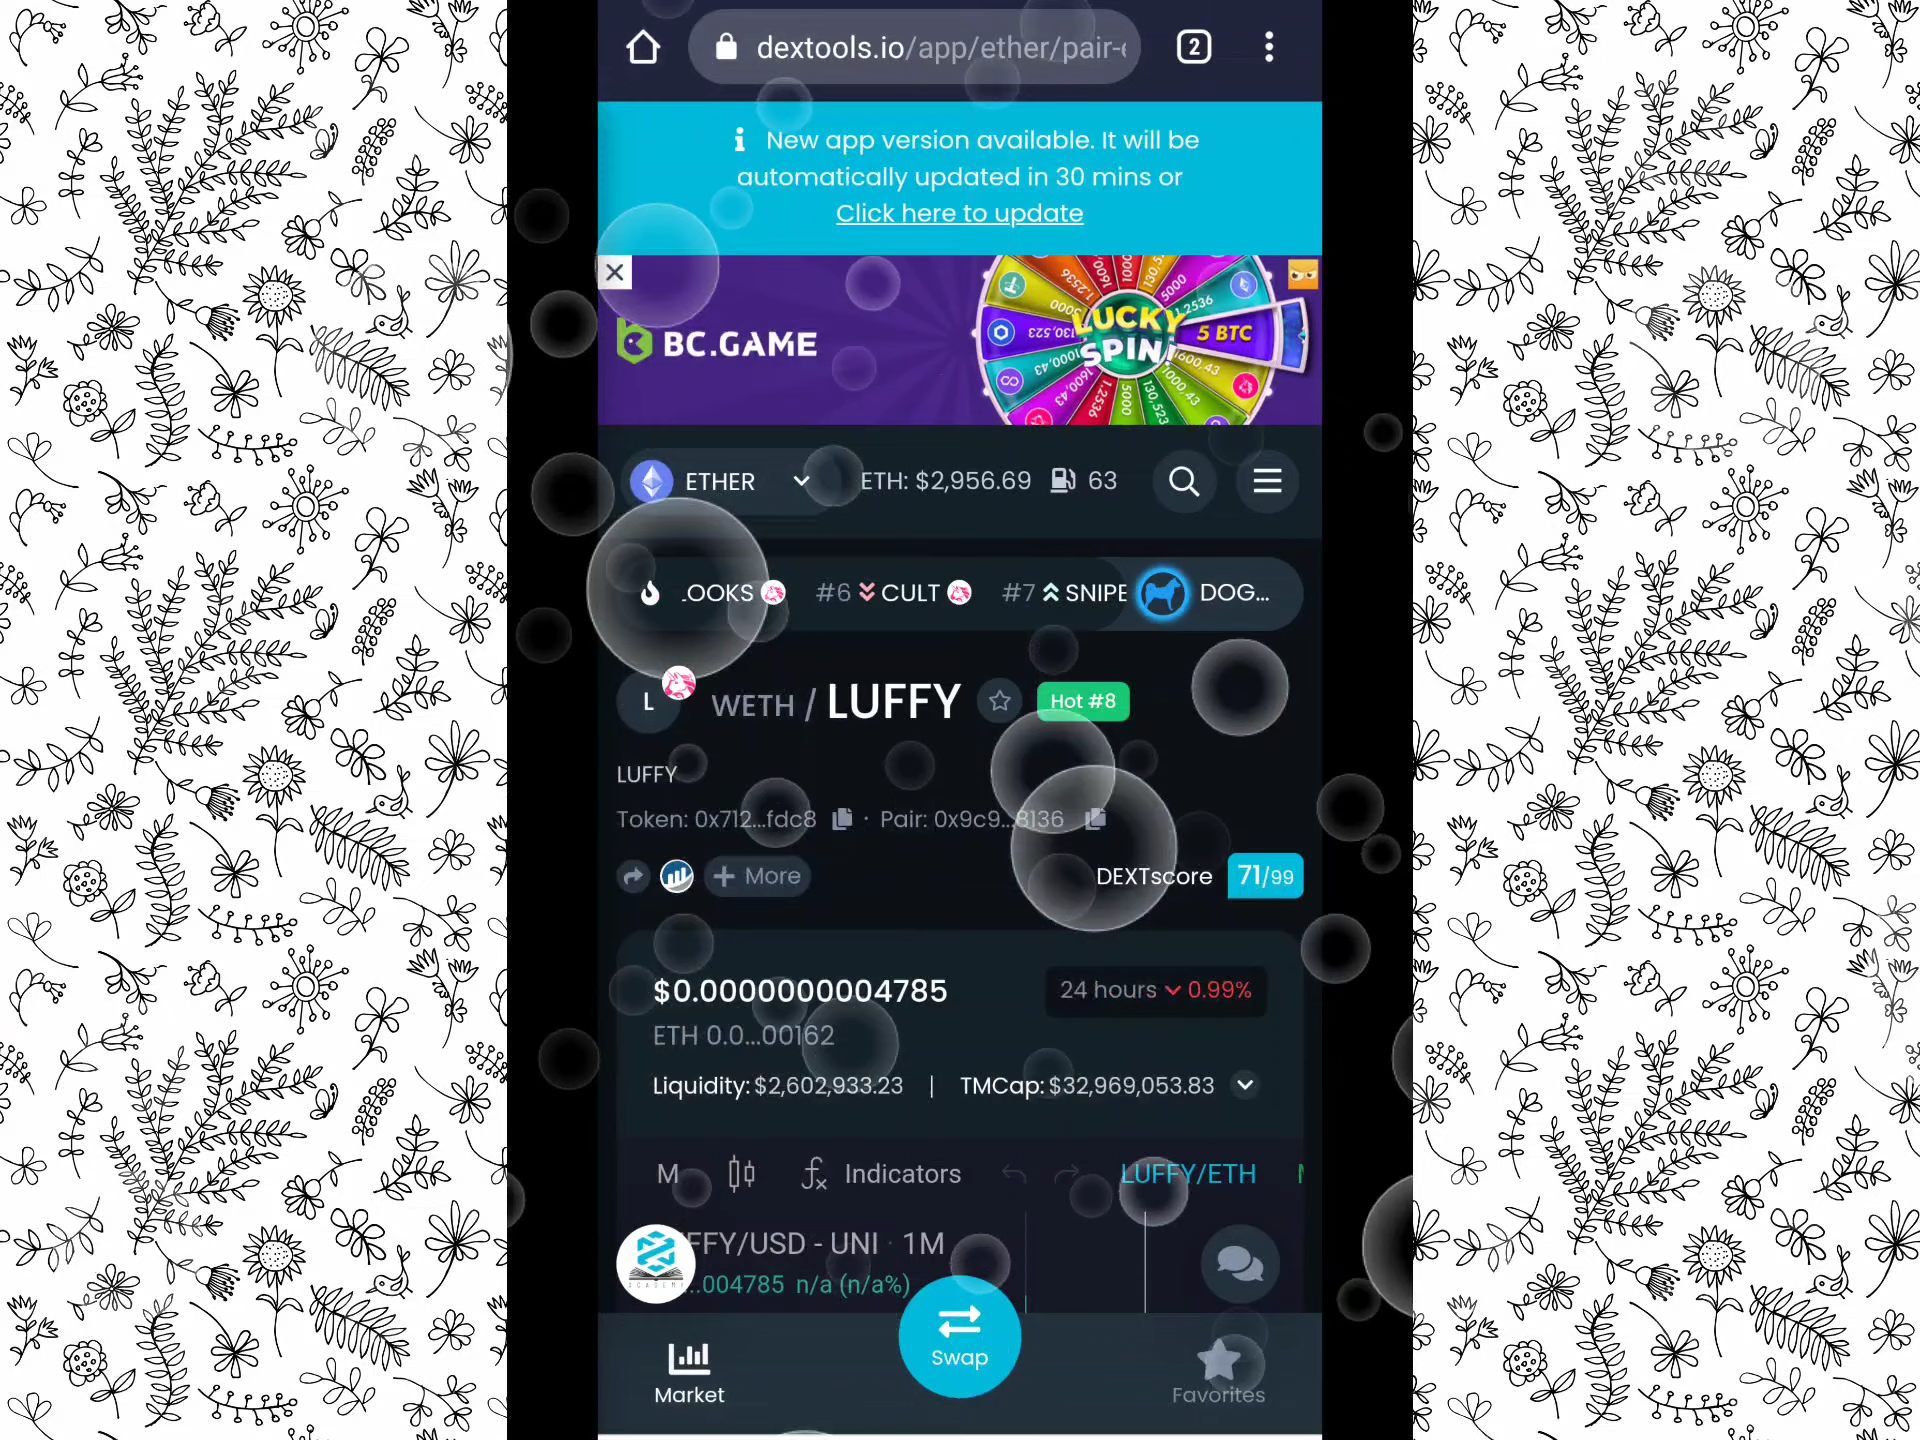 dextools.io/app/ether/pair-
2
New app version available. It will be
automatically updated in 30 mins or
Click here to update
BC.GAME
LUCKY
SPIN
5 BTC
5000
1000
5000
ETHER
ETH: $2,956.69
63
.OOKS #6 CULT #7 SNIPE DOG...
L
WETH / LUFFY
Hot #8
LUFFY
Token: 0x712...fdc8 · Pair: 0x9c9...8136
More
DEXTscore 71/99
$0.0000000004785
24 hours 0.99%
ETH 0.0...00162
Liquidity: $2,602,933.23 | TMCap: $32,969,053.83
M
Indicators
LUFFY/ETH
FFY/USD - UNI · 1M
...004785 n/a (n/a%)
Swap
Market
Favorites